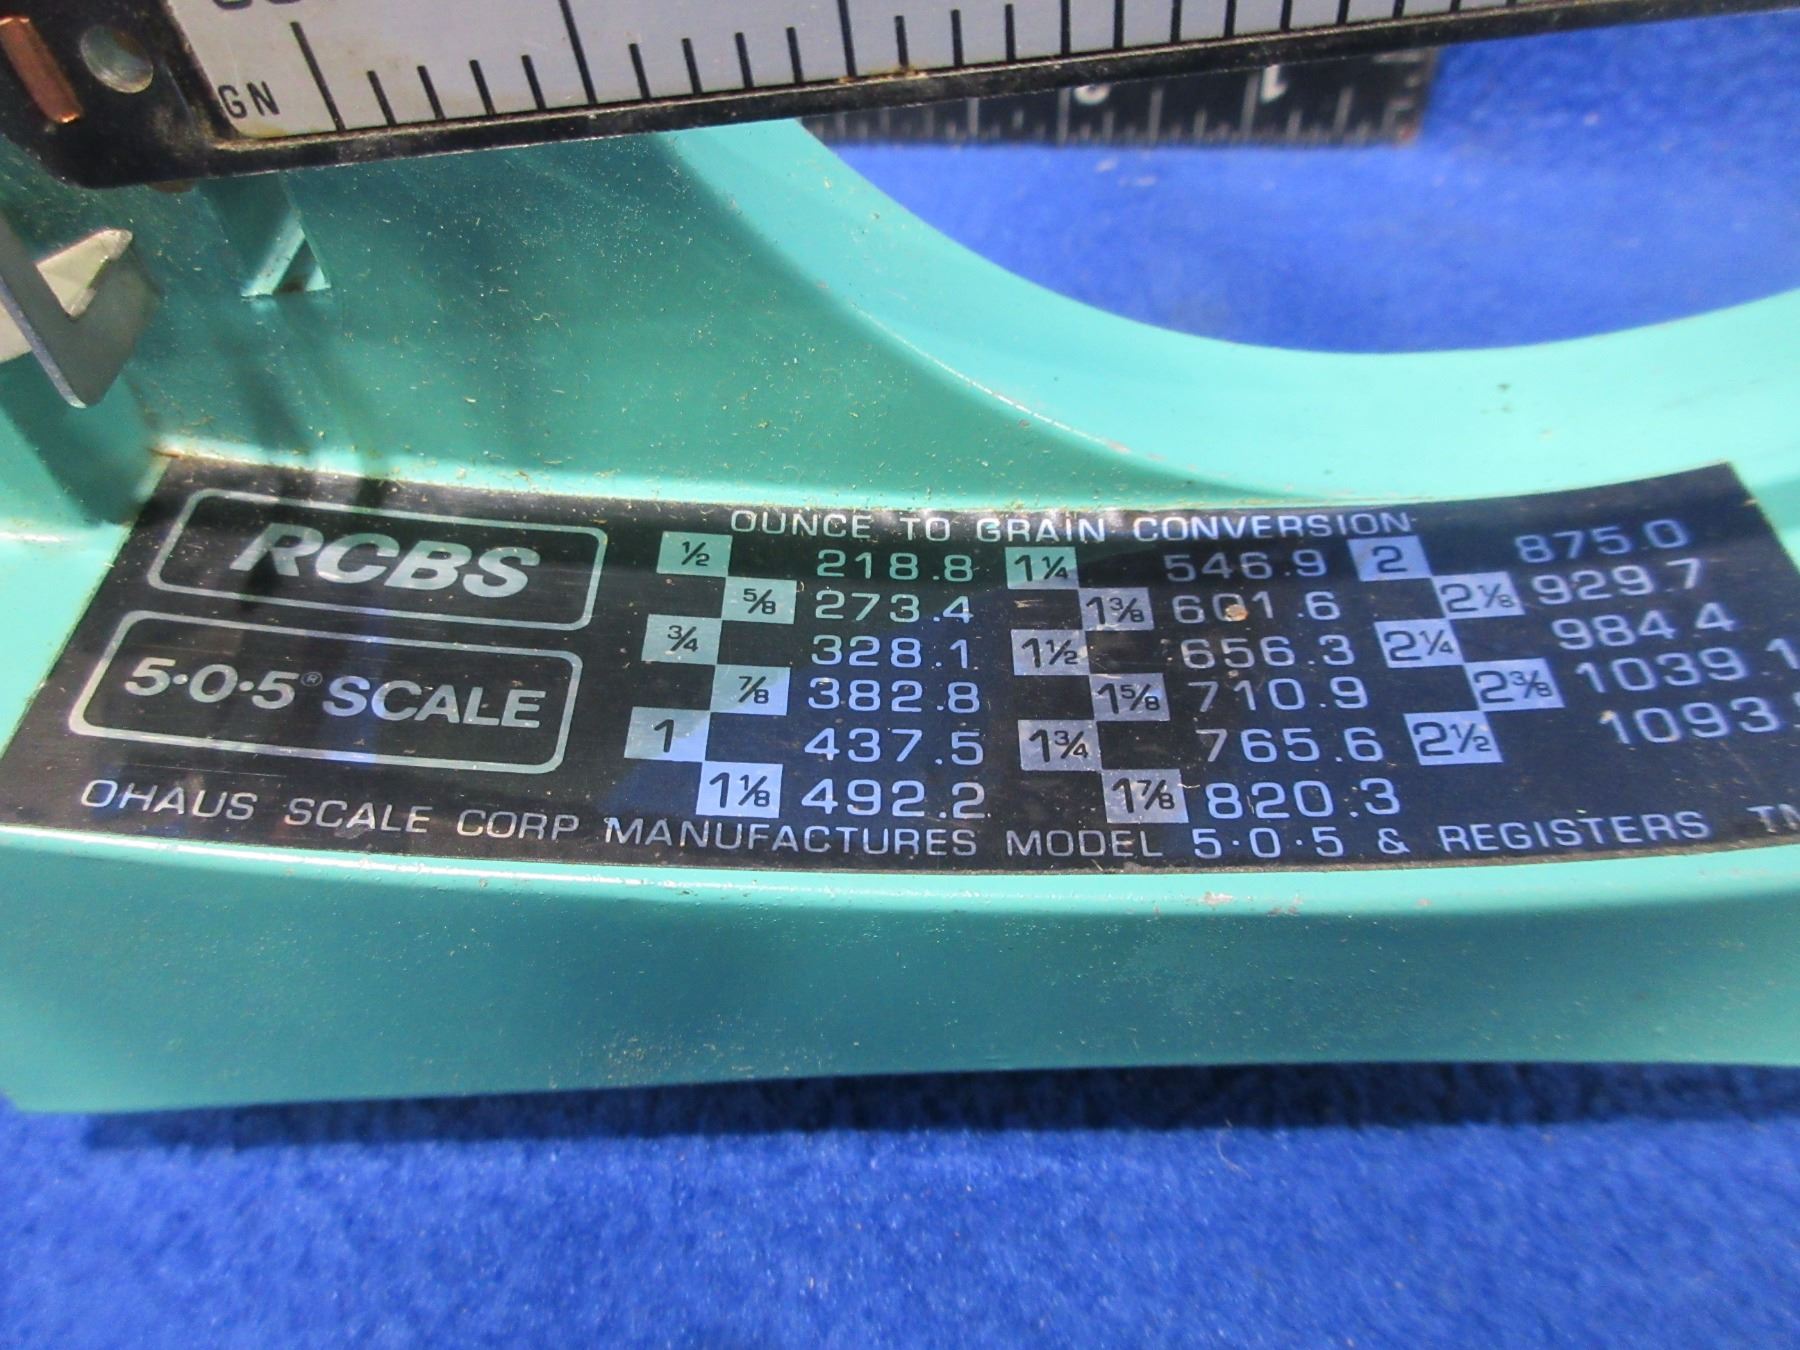 GN
RCBS
5·0·5® SCALE
OUNCE TO GRAIN CONVERSION
½ 218.8 1¼ 546.9 2 875.0
⅝ 273.4 1⅜ 601.6 2⅛ 929.7
¾ 328.1 1½ 656.3 2¼ 984.4
⅞ 382.8 1⅝ 710.9 2⅜ 1039.1
1 437.5 1¾ 765.6 2½ 1093
1⅛ 492.2 1⅞ 820.3
OHAUS SCALE CORP MANUFACTURES MODEL 5·0·5 & REGISTERS